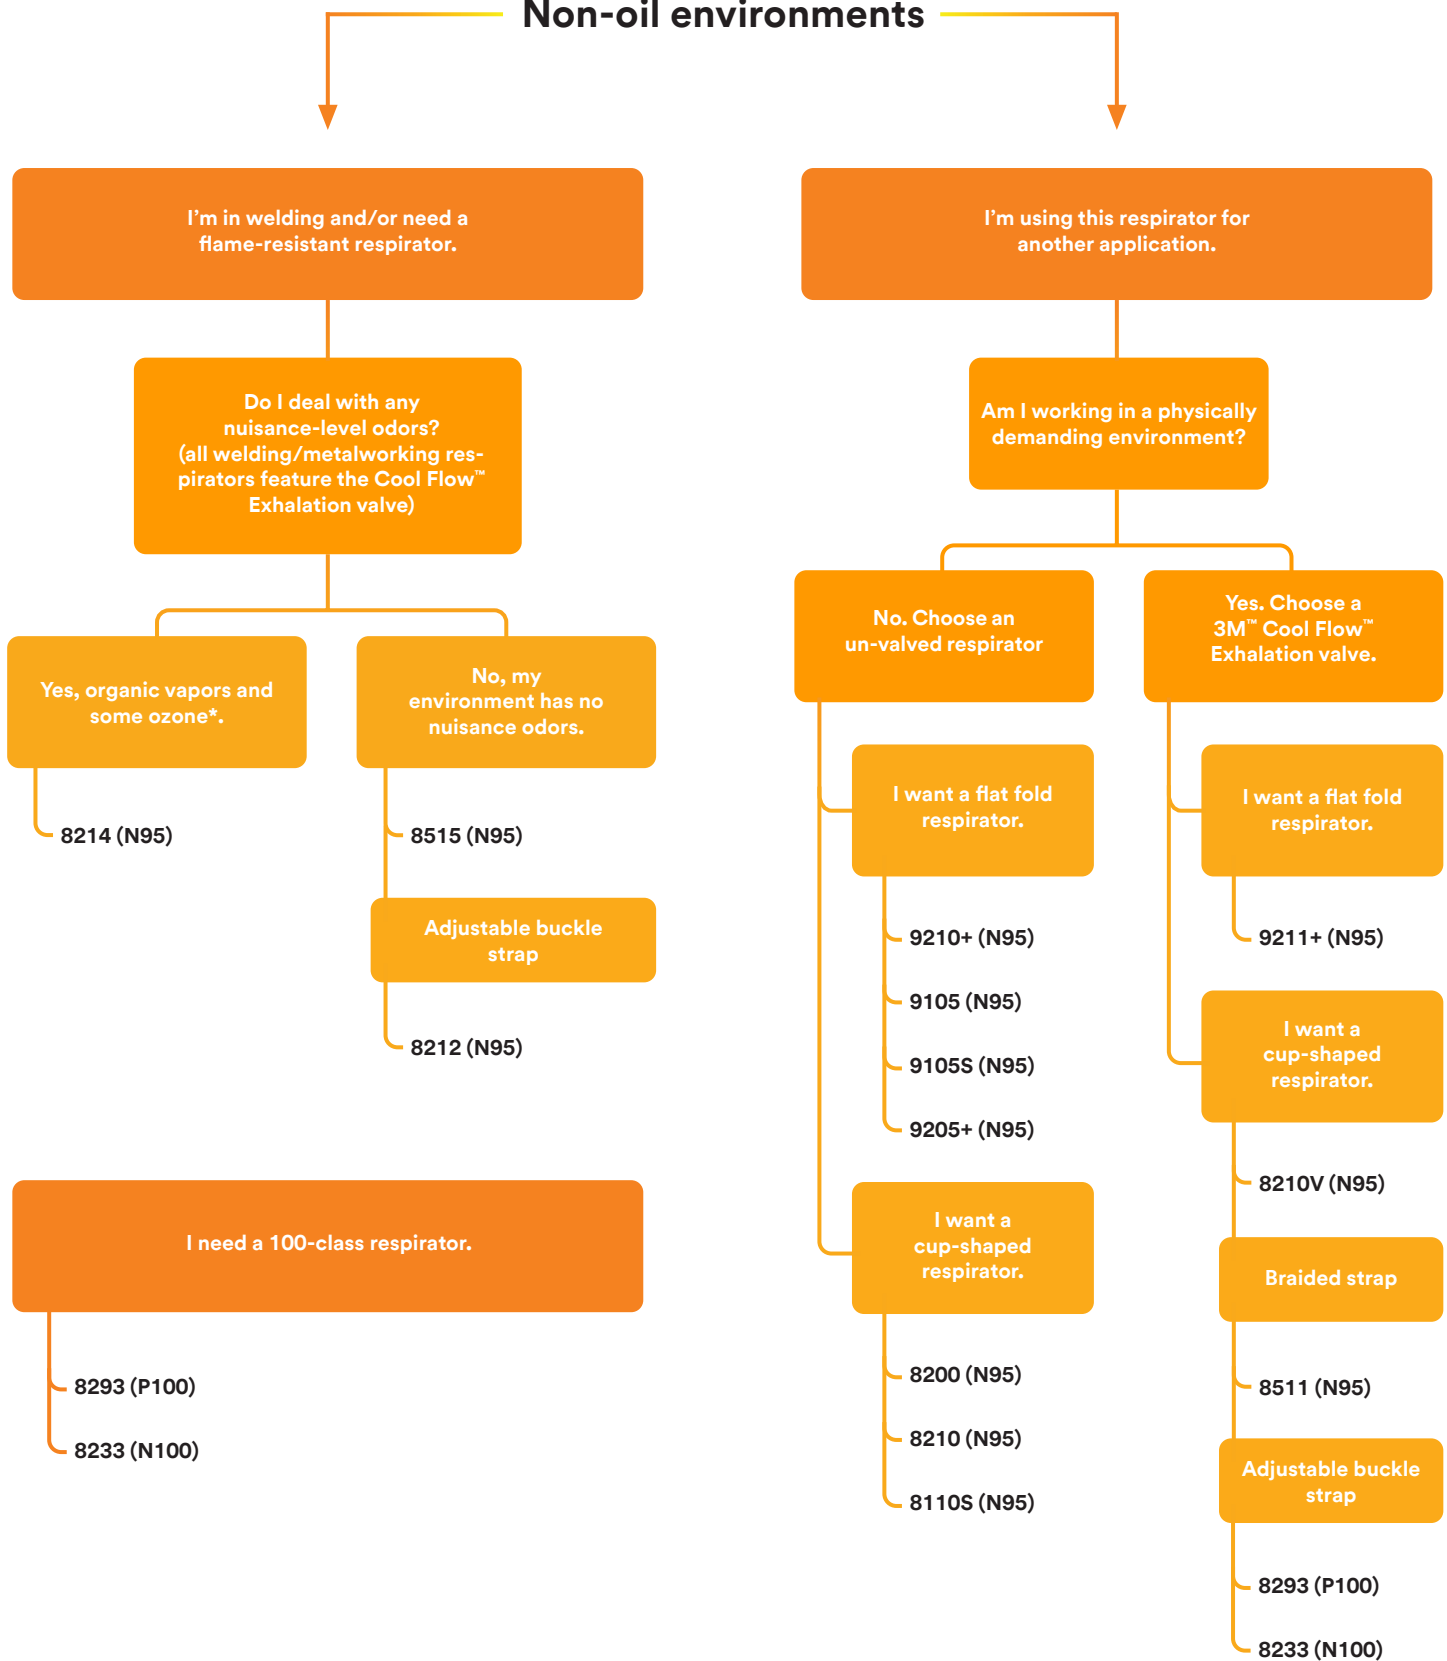 Non-oil environments
I'm in welding and/or need a
flame-resistant respirator.
Do I deal with any
nuisance-level odors?
(all welding/metalworking res-
pirators feature the Cool Flow™
Exhalation valve)
Yes, organic vapors and
some ozone*.
8214 (N95)
No, my
environment has no
nuisance odors.
8515 (N95)
Adjustable buckle
strap
8212 (N95)
I need a 100-class respirator.
8293 (P100)
8233 (N100)
I'm using this respirator for
another application.
Am I working in a physically
demanding environment?
No. Choose an
un-valved respirator
I want a flat fold
respirator.
9210+ (N95)
9105 (N95)
9105S (N95)
9205+ (N95)
I want a
cup-shaped
respirator.
8200 (N95)
8210 (N95)
8110S (N95)
Yes. Choose a
3M™ Cool Flow™
Exhalation valve.
I want a flat fold
respirator.
9211+ (N95)
I want a
cup-shaped
respirator.
8210V (N95)
Braided strap
8511 (N95)
Adjustable buckle
strap
8293 (P100)
8233 (N100)